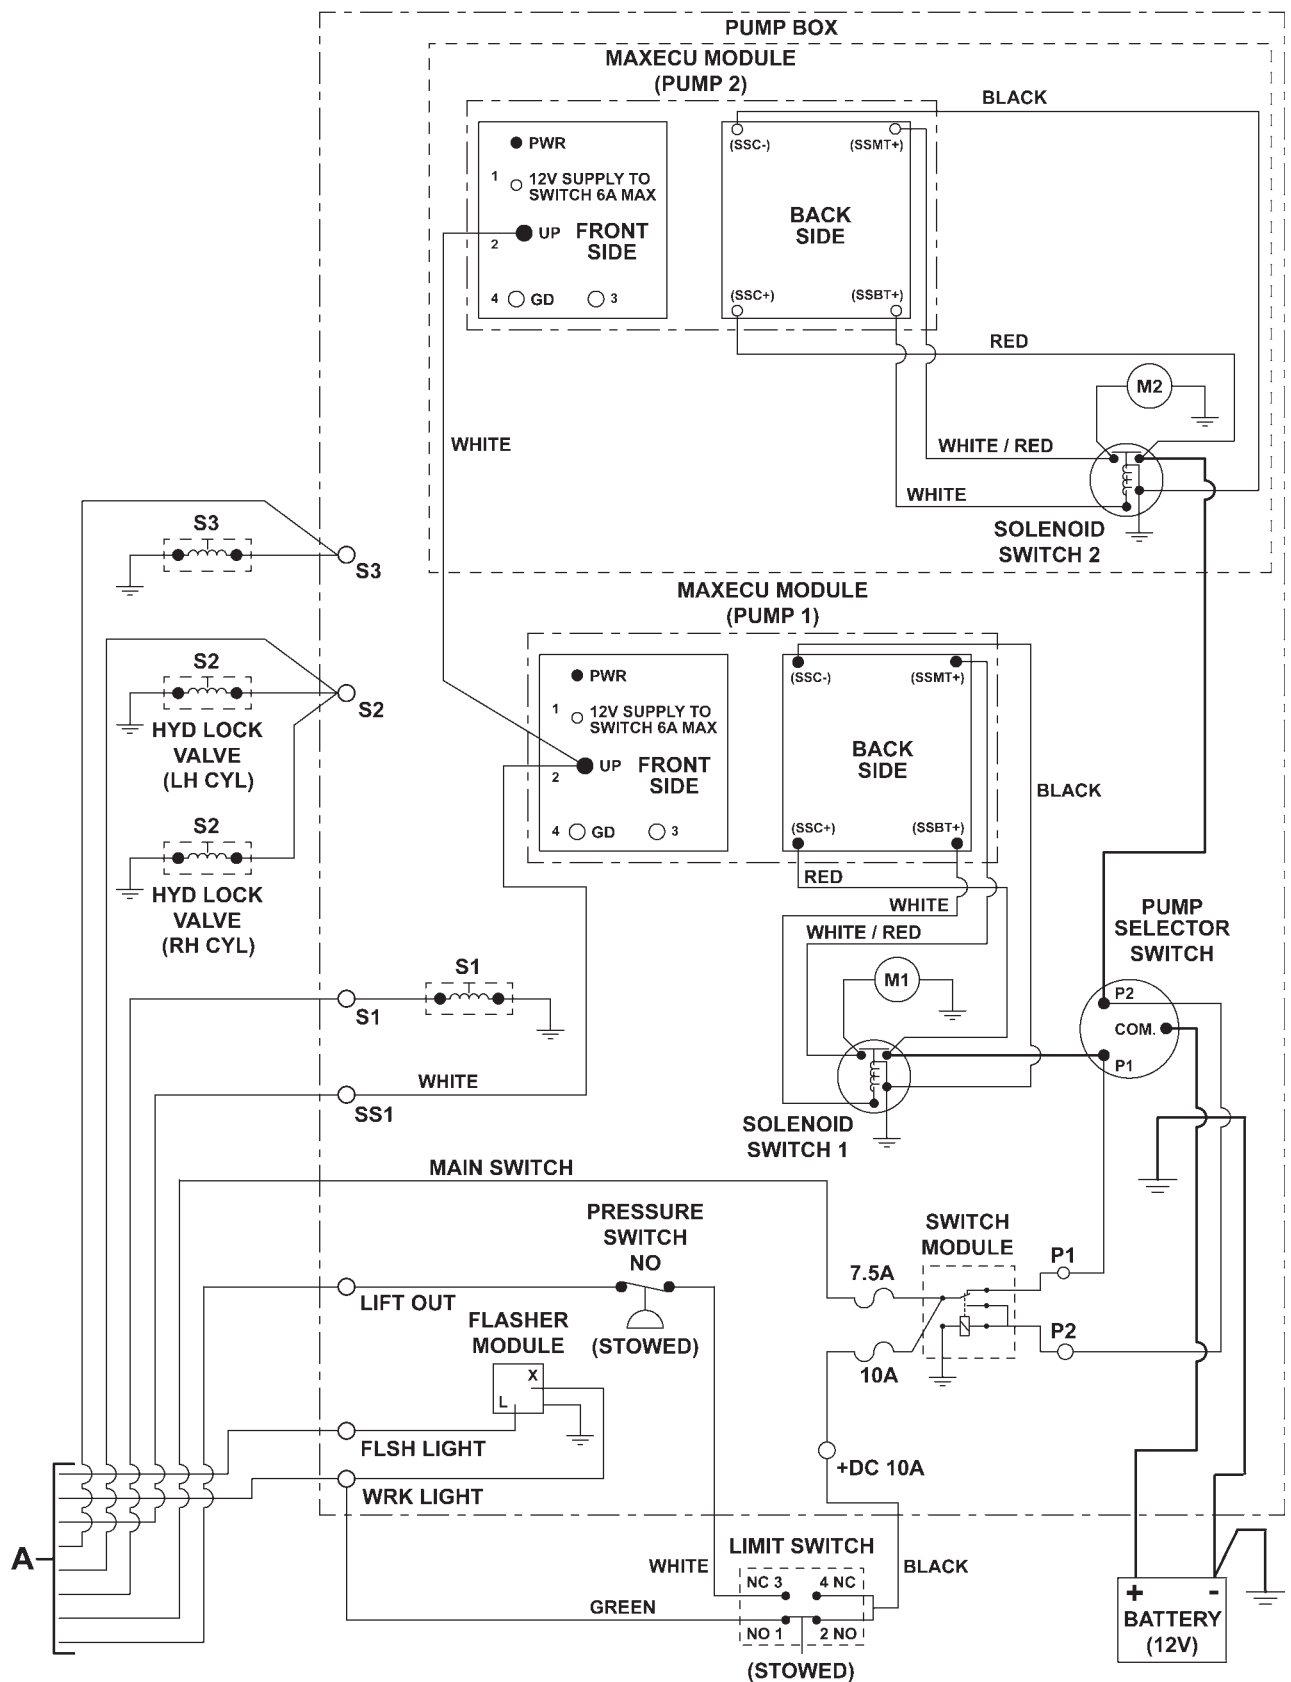 PUMP BOX
MAXECU MODULE
(PUMP 2)
BLACK
PWR
(SSC-)
(SSMT+)
1
12V SUPPLY TO
SWITCH 6A MAX
UP
2
FRONT
SIDE
BACK
SIDE
4
GD
3
(SSC+)
(SSBT+)
RED
M2
WHITE
WHITE / RED
WHITE
SOLENOID
SWITCH 2
S3
S3
MAXECU MODULE
(PUMP 1)
S2
S2
HYD LOCK
VALVE
(LH CYL)
PWR
(SSC-)
(SSMT+)
1
12V SUPPLY TO
SWITCH 6A MAX
UP
2
FRONT
SIDE
BACK
SIDE
BLACK
4
GD
3
(SSC+)
(SSBT+)
S2
HYD LOCK
VALVE
(RH CYL)
RED
WHITE
WHITE / RED
PUMP
SELECTOR
SWITCH
S1
S1
M1
P2
COM.
P1
WHITE
SS1
SOLENOID
SWITCH 1
MAIN SWITCH
PRESSURE
SWITCH
NO
SWITCH
MODULE
P1
7.5A
LIFT OUT
FLASHER
MODULE
(STOWED)
P2
10A
X
L
FLSH LIGHT
+DC 10A
WRK LIGHT
A
LIMIT SWITCH
WHITE
BLACK
NC 3
4 NC
GREEN
NO 1
2 NO
(STOWED)
+
-
BATTERY
(12V)